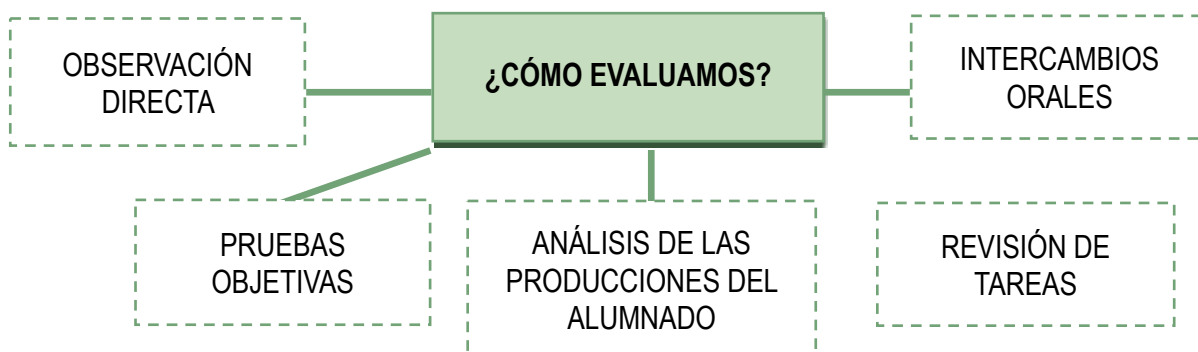 OBSERVACIÓN
DIRECTA
¿CÓMO EVALUAMOS?
INTERCAMBIOS
ORALES
PRUEBAS
OBJETIVAS
ANÁLISIS DE LAS
PRODUCCIONES DEL
ALUMNADO
REVISIÓN DE
TAREAS